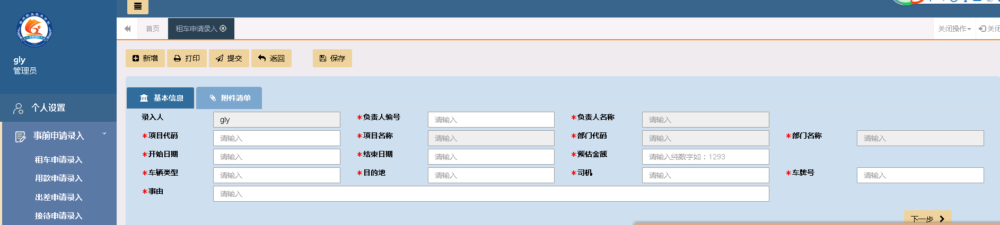 首页
租车申请录入
关闭操作
关闭
gly
管理员
新增
打印
提交
返回
保存
个人设置
事前申请录入
租车申请录入
用款申请录入
出差申请录入
接待申请录入
基本信息
附件清单
录入人 gly *负责人编号 请输入 *负责人名称 请输入
*项目代码 请输入 *项目名称 请输入 *部门代码 请输入 *部门名称 请输入
*开始日期 请输入 *结束日期 请输入 *预估金额 请输入纯数字如：1293
*车辆类型 请输入 *目的地 请输入 *司机 请输入 *车牌号 请输入
*事由 请输入
下一步